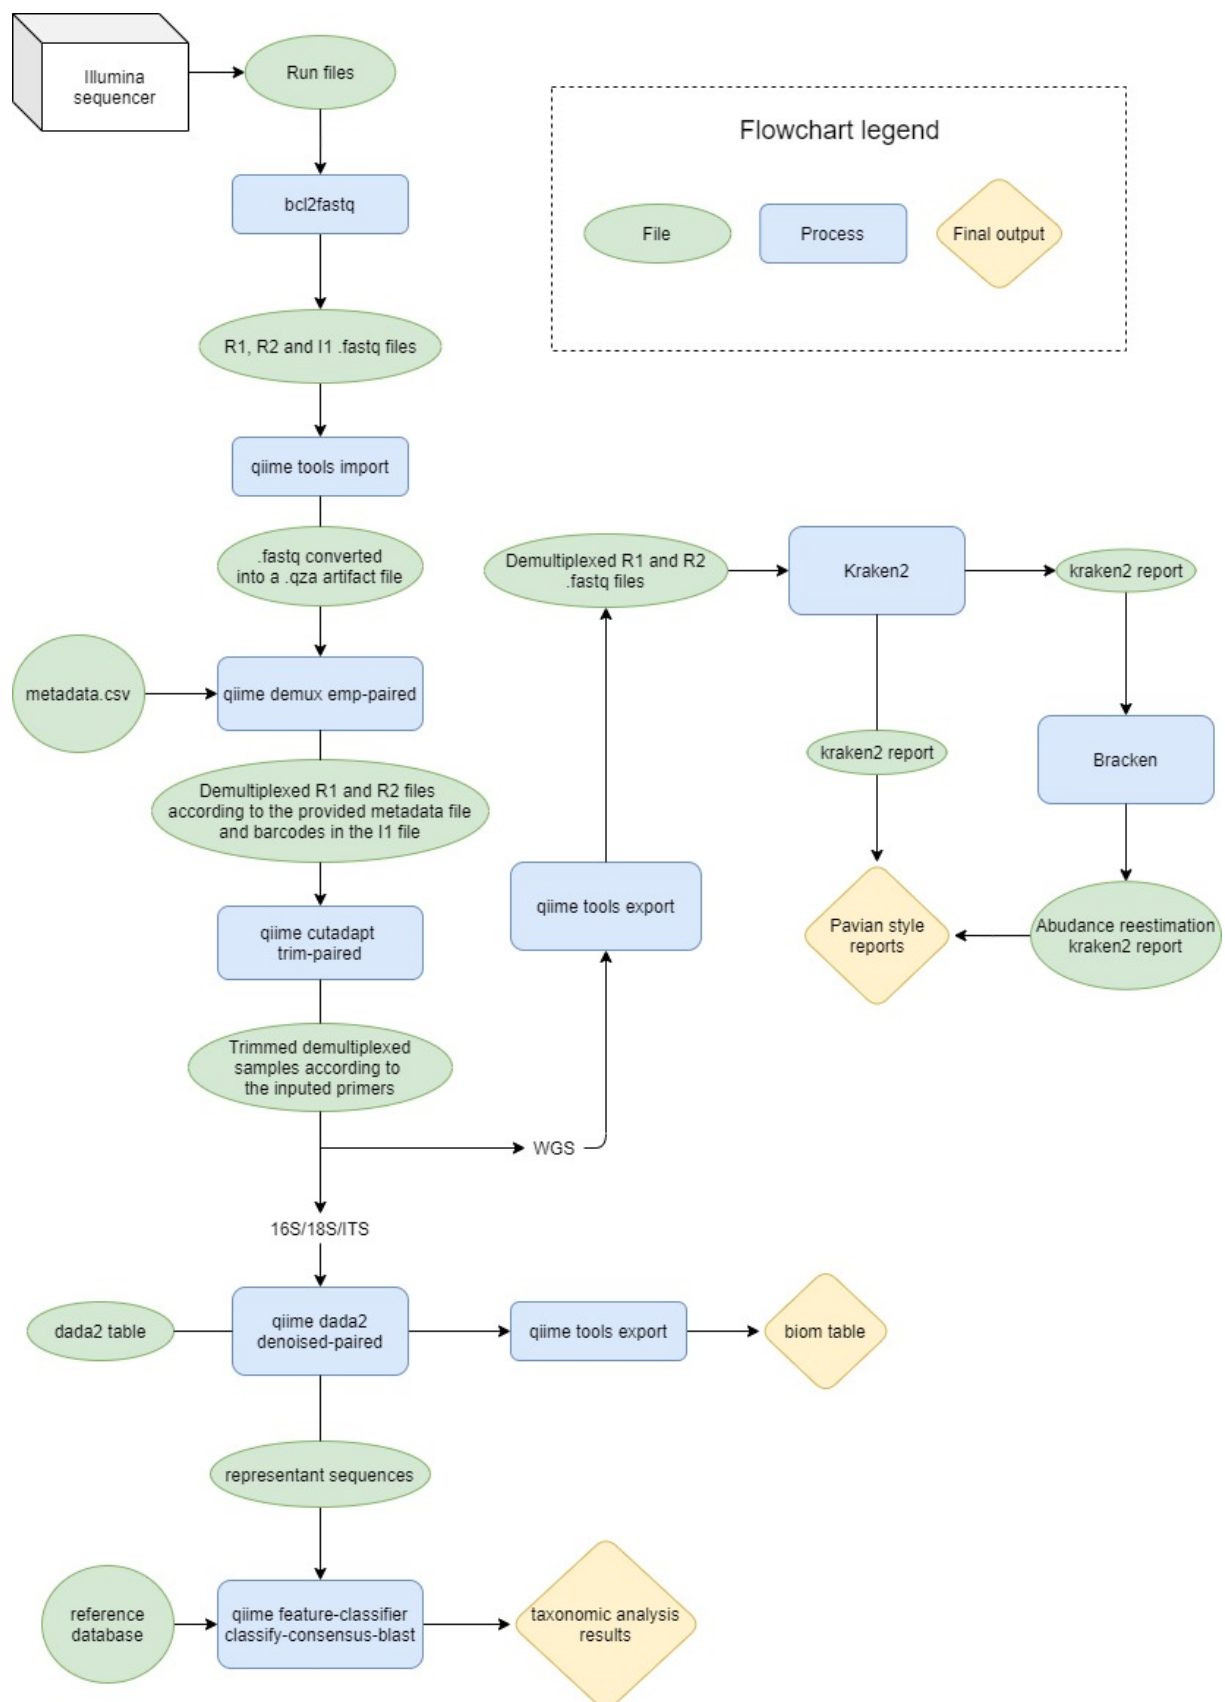 Illumina
sequencer
Run files
Flowchart legend
File
Process
Final output
bcl2fastq
R1, R2 and I1 .fastq files
qiime tools import
.fastq converted
into a .qza artifact file
Demultiplexed R1 and R2
.fastq files
Kraken2
kraken2 report
metadata.csv
qiime demux emp-paired
kraken2 report
Bracken
Demultiplexed R1 and R2 files
according to the provided metadata file
and barcodes in the I1 file
qiime tools export
qiime cutadapt
trim-paired
Pavian style
reports
Abudance reestimation
kraken2 report
Trimmed demultiplexed
samples according to
the inputed primers
WGS
16S/18S/ITS
dada2 table
qiime dada2
denoised-paired
qiime tools export
biom table
representant sequences
reference
database
qiime feature-classifier
classify-consensus-blast
taxonomic analysis
results